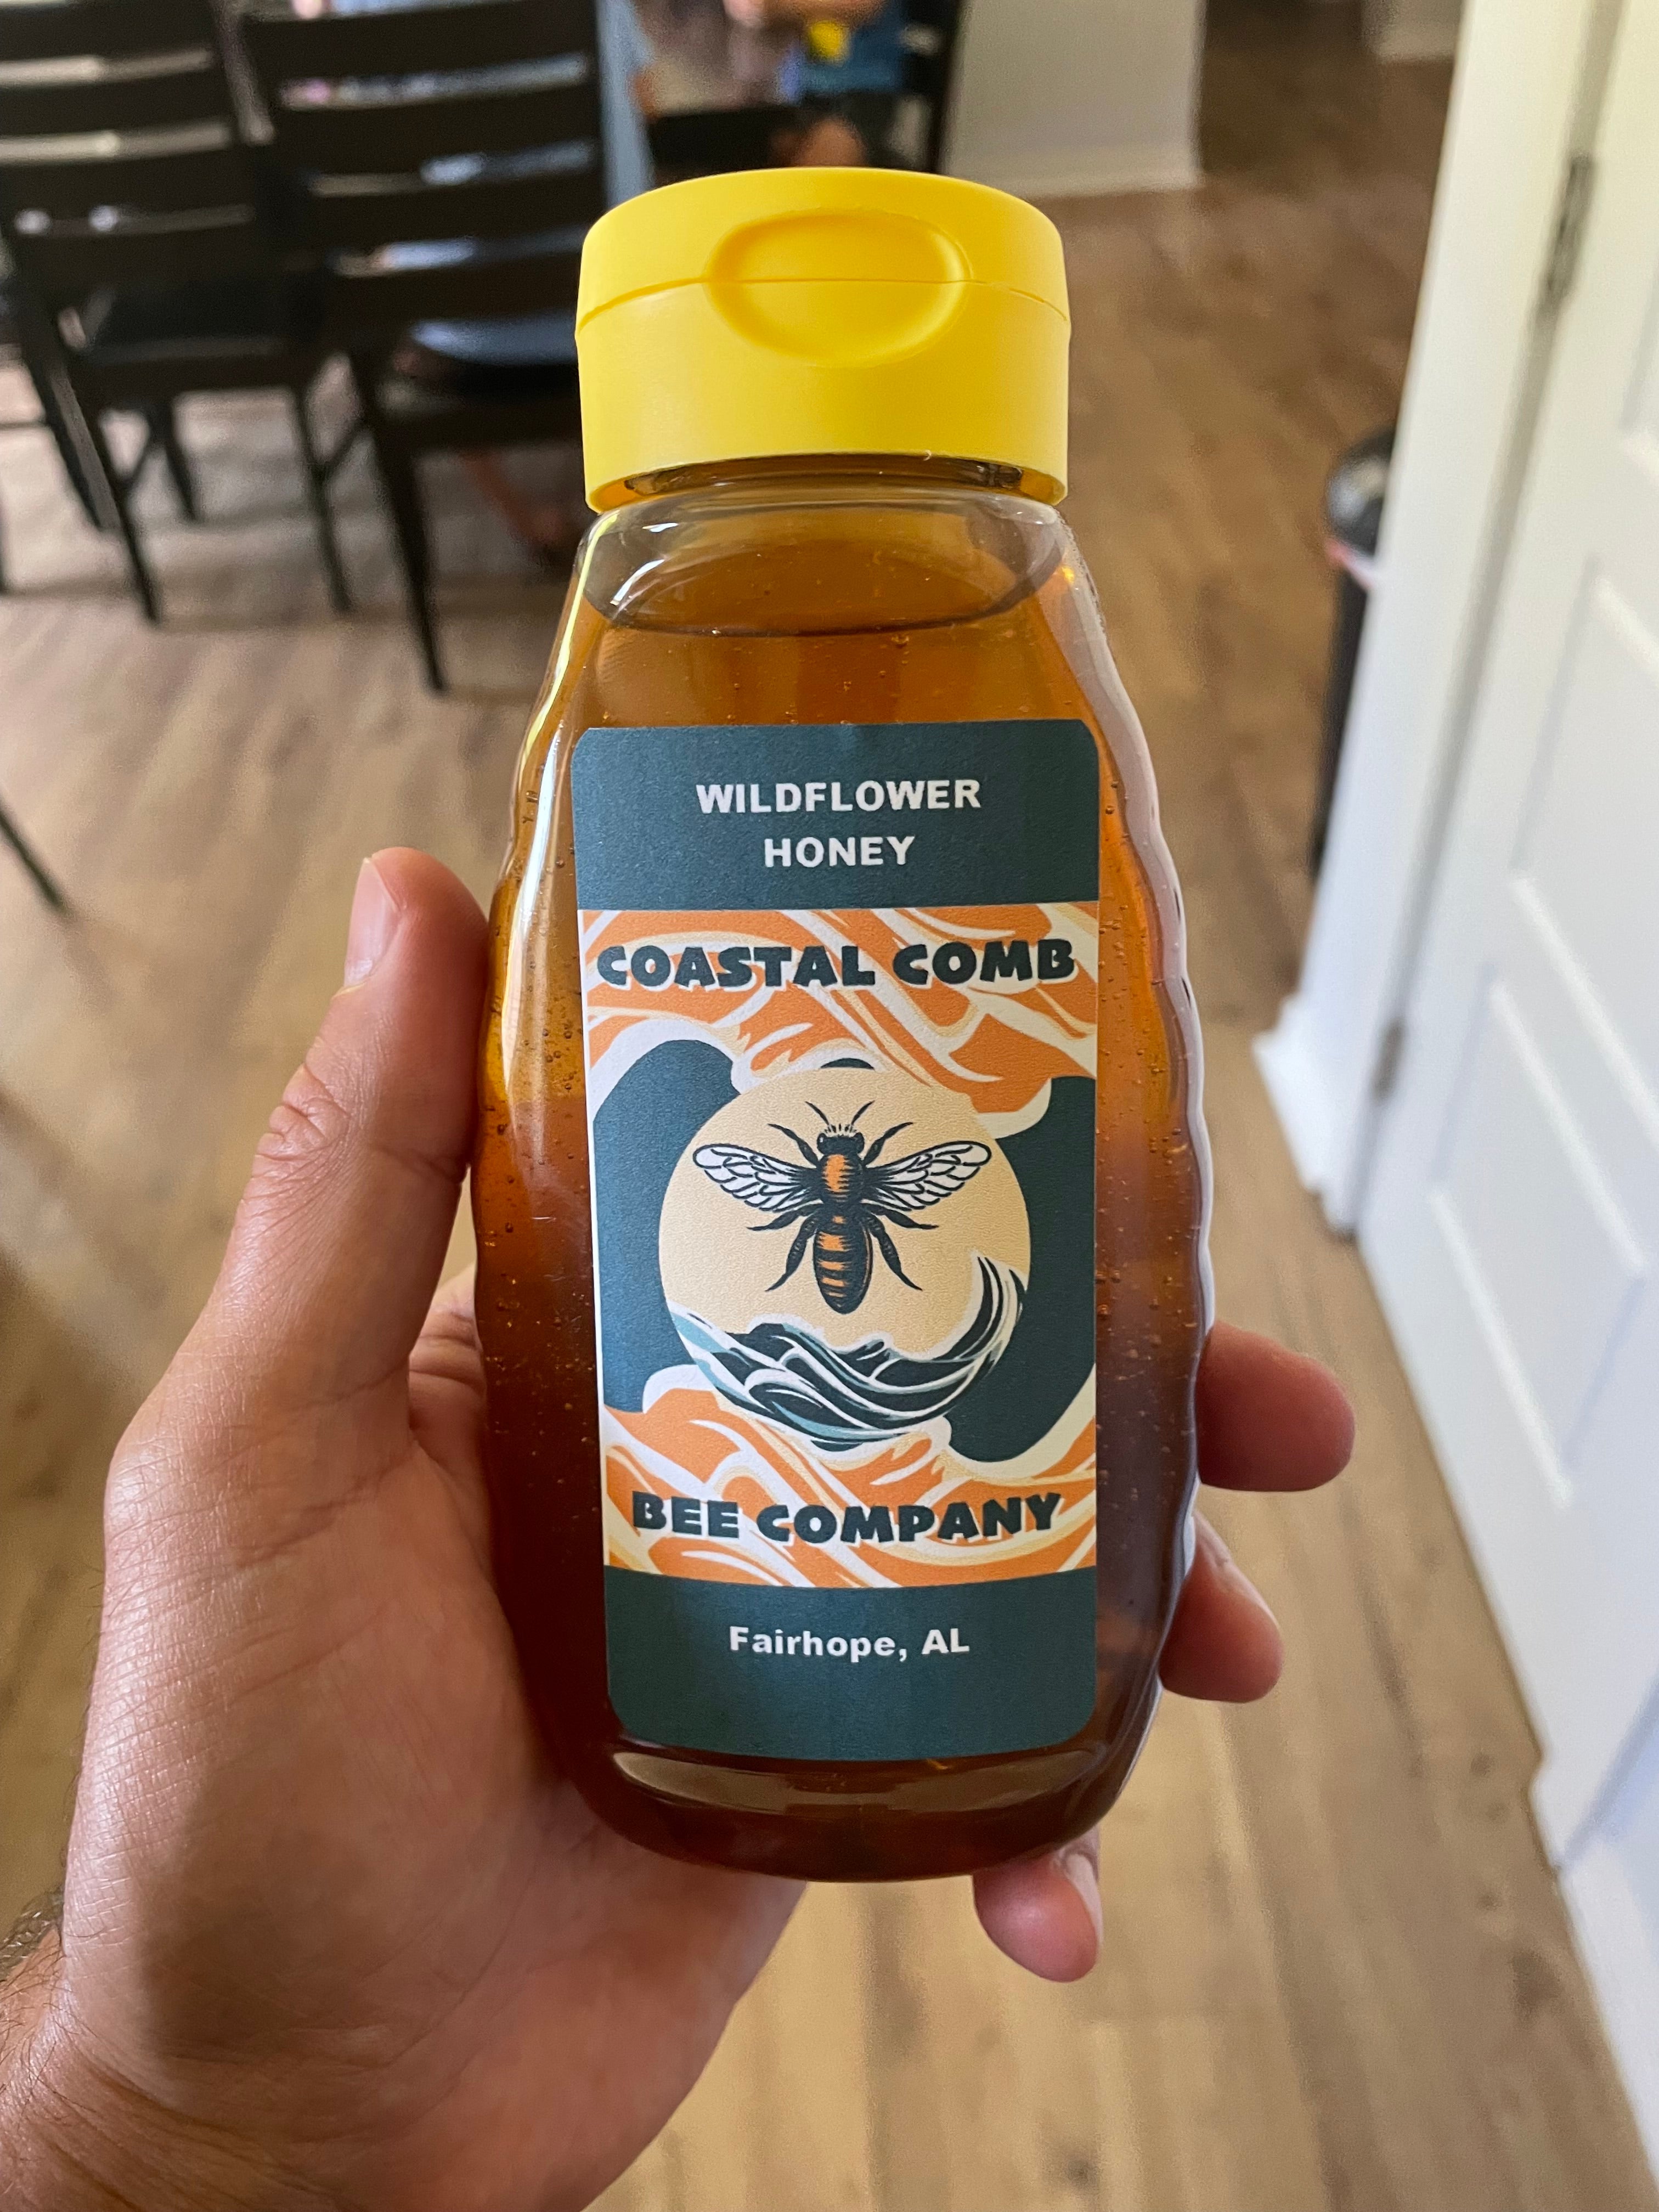 WILDFLOWER
HONEY
COASTAL COMB
BEE COMPANY
Fairhope, AL